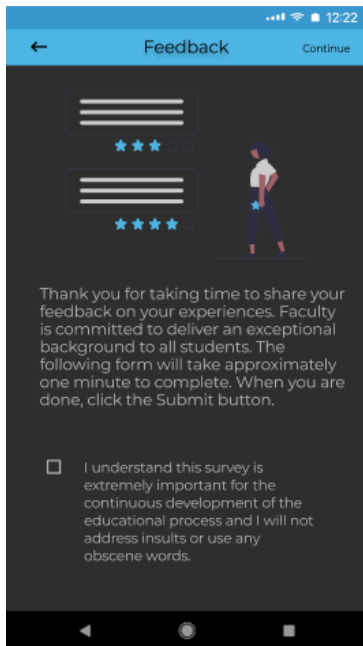 12:22
Feedback
Continue
Thank you for taking time to share your
feedback on your experiences. Faculty
is committed to deliver an exceptional
background to all students. The
following form will take approximately
one minute to complete. When you are
done, click the Submit button.
I understand this survey is
extremely important for the
continuous development of the
educational process and I will not
address insults or use any
obscene words.